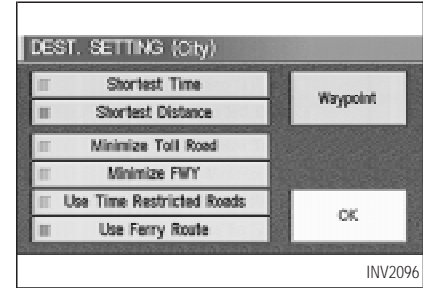 DEST. SETTING (City)
Shortest Time
Shortest Distance
Waypoint
Minimize Toll Road
Minimize FWY
Use Time Restricted Roads
Use Ferry Route
OK
INV2096